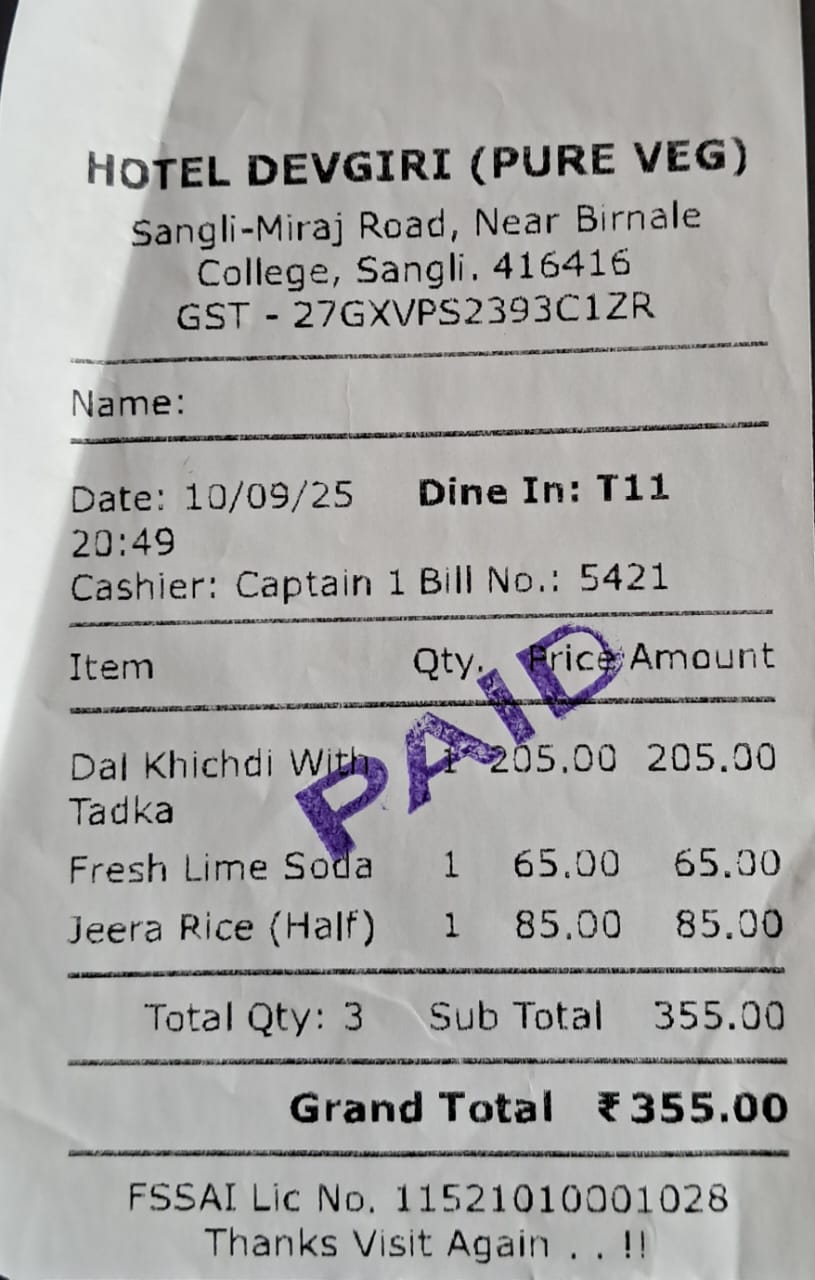 HOTEL DEVGIRI (PURE VEG)
Sangli-Miraj Road, Near Birnale
College, Sangli. 416416
GST - 27GXVPS2393C1ZR
Name:
Date: 10/09/25 Dine In: T11
20:49
Cashier: Captain 1 Bill No.: 5421
Item Qty. Price Amount
PAID
Dal Khichdi With 1 205.00 205.00
Tadka
Fresh Lime Soda 1 65.00 65.00
Jeera Rice (Half) 1 85.00 85.00
Total Qty: 3 Sub Total 355.00
Grand Total ₹355.00
FSSAI Lic No. 11521010001028
Thanks Visit Again . . !!